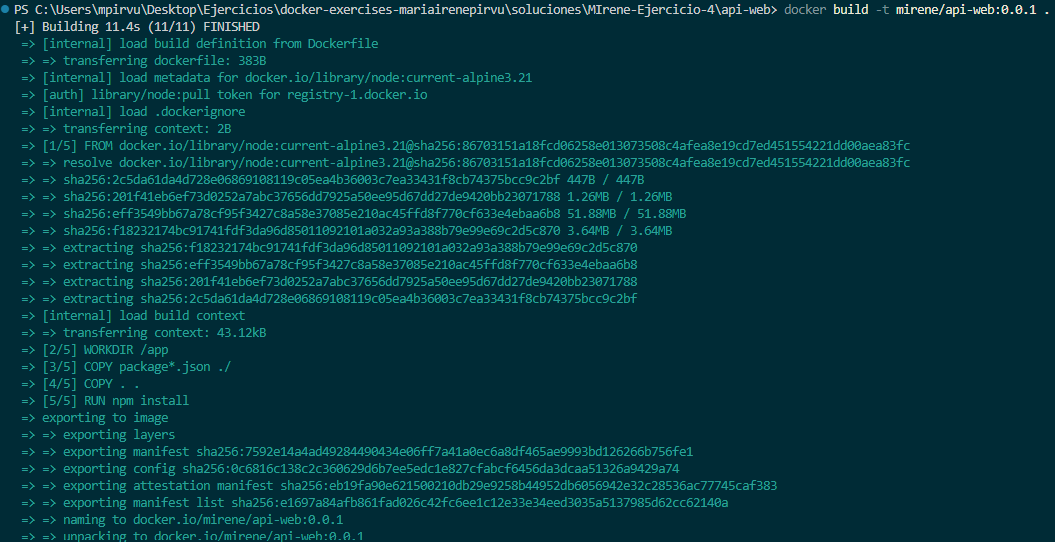 PS C:\Users\mpirvu\Desktop\Ejercicios\docker-exercises-mariairenepirvu\soluciones\MIrene-Ejercicio-4\api-web> docker build -t mirene/api-web:0.0.1 .
[+] Building 11.4s (11/11) FINISHED
=> [internal] load build definition from Dockerfile
=> => transferring dockerfile: 383B
=> [internal] load metadata for docker.io/library/node:current-alpine3.21
=> [auth] library/node:pull token for registry-1.docker.io
=> [internal] load .dockerignore
=> => transferring context: 2B
=> [1/5] FROM docker.io/library/node:current-alpine3.21@sha256:86703151a18fcd06258e013073508c4afea8e19cd7ed451554221dd00aea83fc
=> => resolve docker.io/library/node:current-alpine3.21@sha256:86703151a18fcd06258e013073508c4afea8e19cd7ed451554221dd00aea83fc
=> => sha256:2c5da61da4d728e06869108119c05ea4b36003c7ea33431f8cb74375bcc9c2bf 447B / 447B
=> => sha256:201f41eb6ef73d0252a7abc37656dd7925a50ee95d67dd27de9420bb23071788 1.26MB / 1.26MB
=> => sha256:eff3549bb67a78cf95f3427c8a58e37085e210ac45ffd8f770cf633e4ebaa6b8 51.88MB / 51.88MB
=> => sha256:f18232174bc91741fdf3da96d85011092101a032a93a388b79e99e69c2d5c870 3.64MB / 3.64MB
=> => extracting sha256:f18232174bc91741fdf3da96d85011092101a032a93a388b79e99e69c2d5c870
=> => extracting sha256:eff3549bb67a78cf95f3427c8a58e37085e210ac45ffd8f770cf633e4ebaa6b8
=> => extracting sha256:201f41eb6ef73d0252a7abc37656dd7925a50ee95d67dd27de9420bb23071788
=> => extracting sha256:2c5da61da4d728e06869108119c05ea4b36003c7ea33431f8cb74375bcc9c2bf
=> [internal] load build context
=> => transferring context: 43.12kB
=> [2/5] WORKDIR /app
=> [3/5] COPY package*.json ./
=> [4/5] COPY . .
=> [5/5] RUN npm install
=> exporting to image
=> => exporting layers
=> => exporting manifest sha256:7592e14a4ad49284490434e06ff7a41a0ec6a8df465ae9993bd126266b756fe1
=> => exporting config sha256:0c6816c138c2c360629d6b7ee5edc1e827cfabcf6456da3dcaa51326a9429a74
=> => exporting attestation manifest sha256:eb19fa90e621500210db29e9258b44952db6056942e32c28536ac77745caf383
=> => exporting manifest list sha256:e1697a84afb861fad026c42fc6ee1c12e33e34eed3035a5137985d62cc62140a
=> => naming to docker.io/mirene/api-web:0.0.1
=> => unpacking to docker.io/mirene/api-web:0.0.1